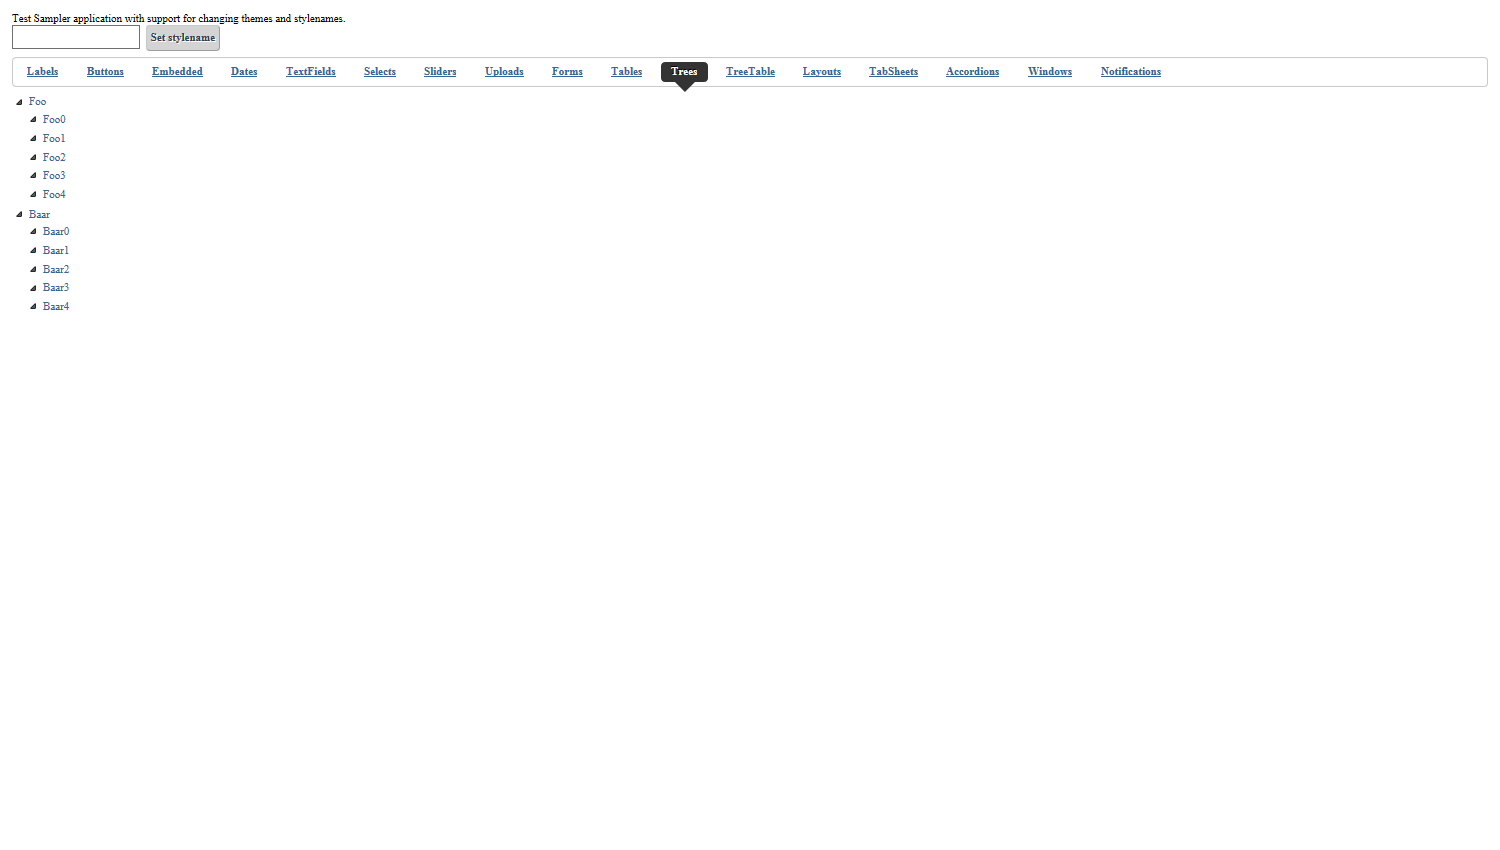 Test Sampler application with support for changing themes and stylenames.
Set stylename
Labels Buttons Embedded Dates TextFields Selects Sliders Uploads Forms Tables Trees TreeTable Layouts TabSheets Accordions Windows Notifications
Foo
Foo0
Foo1
Foo2
Foo3
Foo4
Baar
Baar0
Baar1
Baar2
Baar3
Baar4